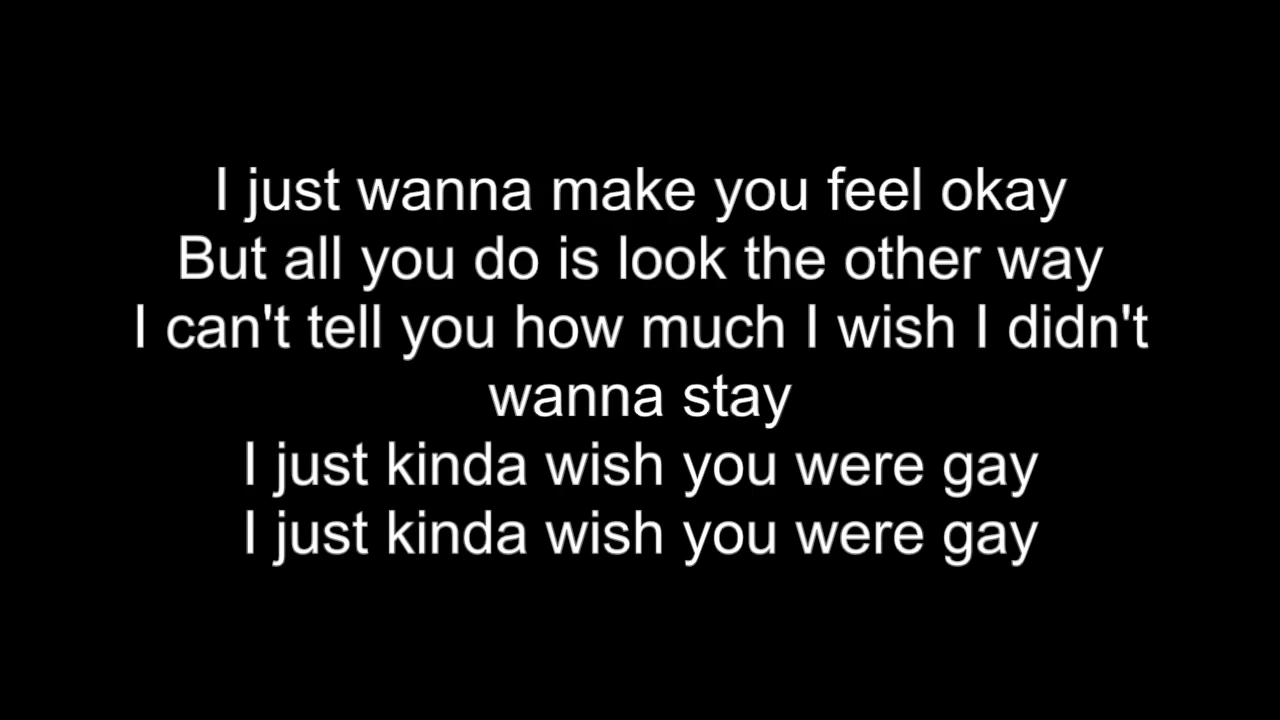 I just wanna make you feel okay
But all you do is look the other way
I can't tell you how much I wish I didn't
wanna stay
I just kinda wish you were gay
I just kinda wish you were gay